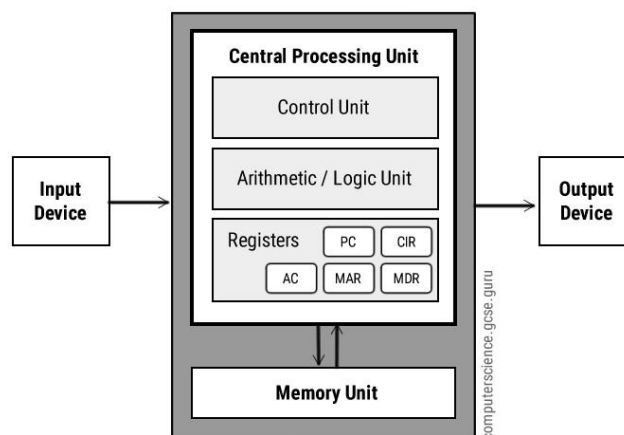 Central Processing Unit
Control Unit
Arithmetic / Logic Unit
Input
Device
Output
Device
Registers
PC
CIR
AC
MAR
MDR
Memory Unit
computerscience.gcse.guru